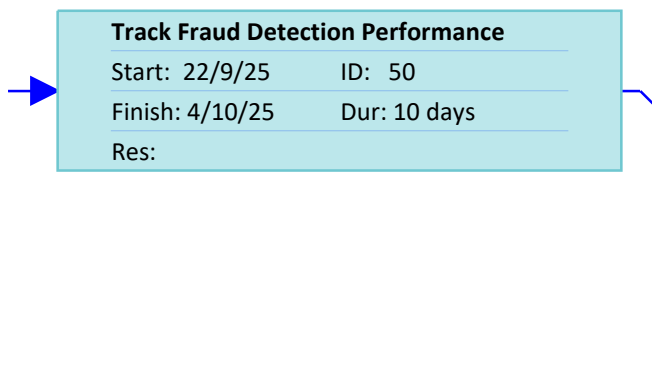 Track Fraud Detection Performance
Start: 22/9/25 ID: 50
Finish: 4/10/25 Dur: 10 days
Res: